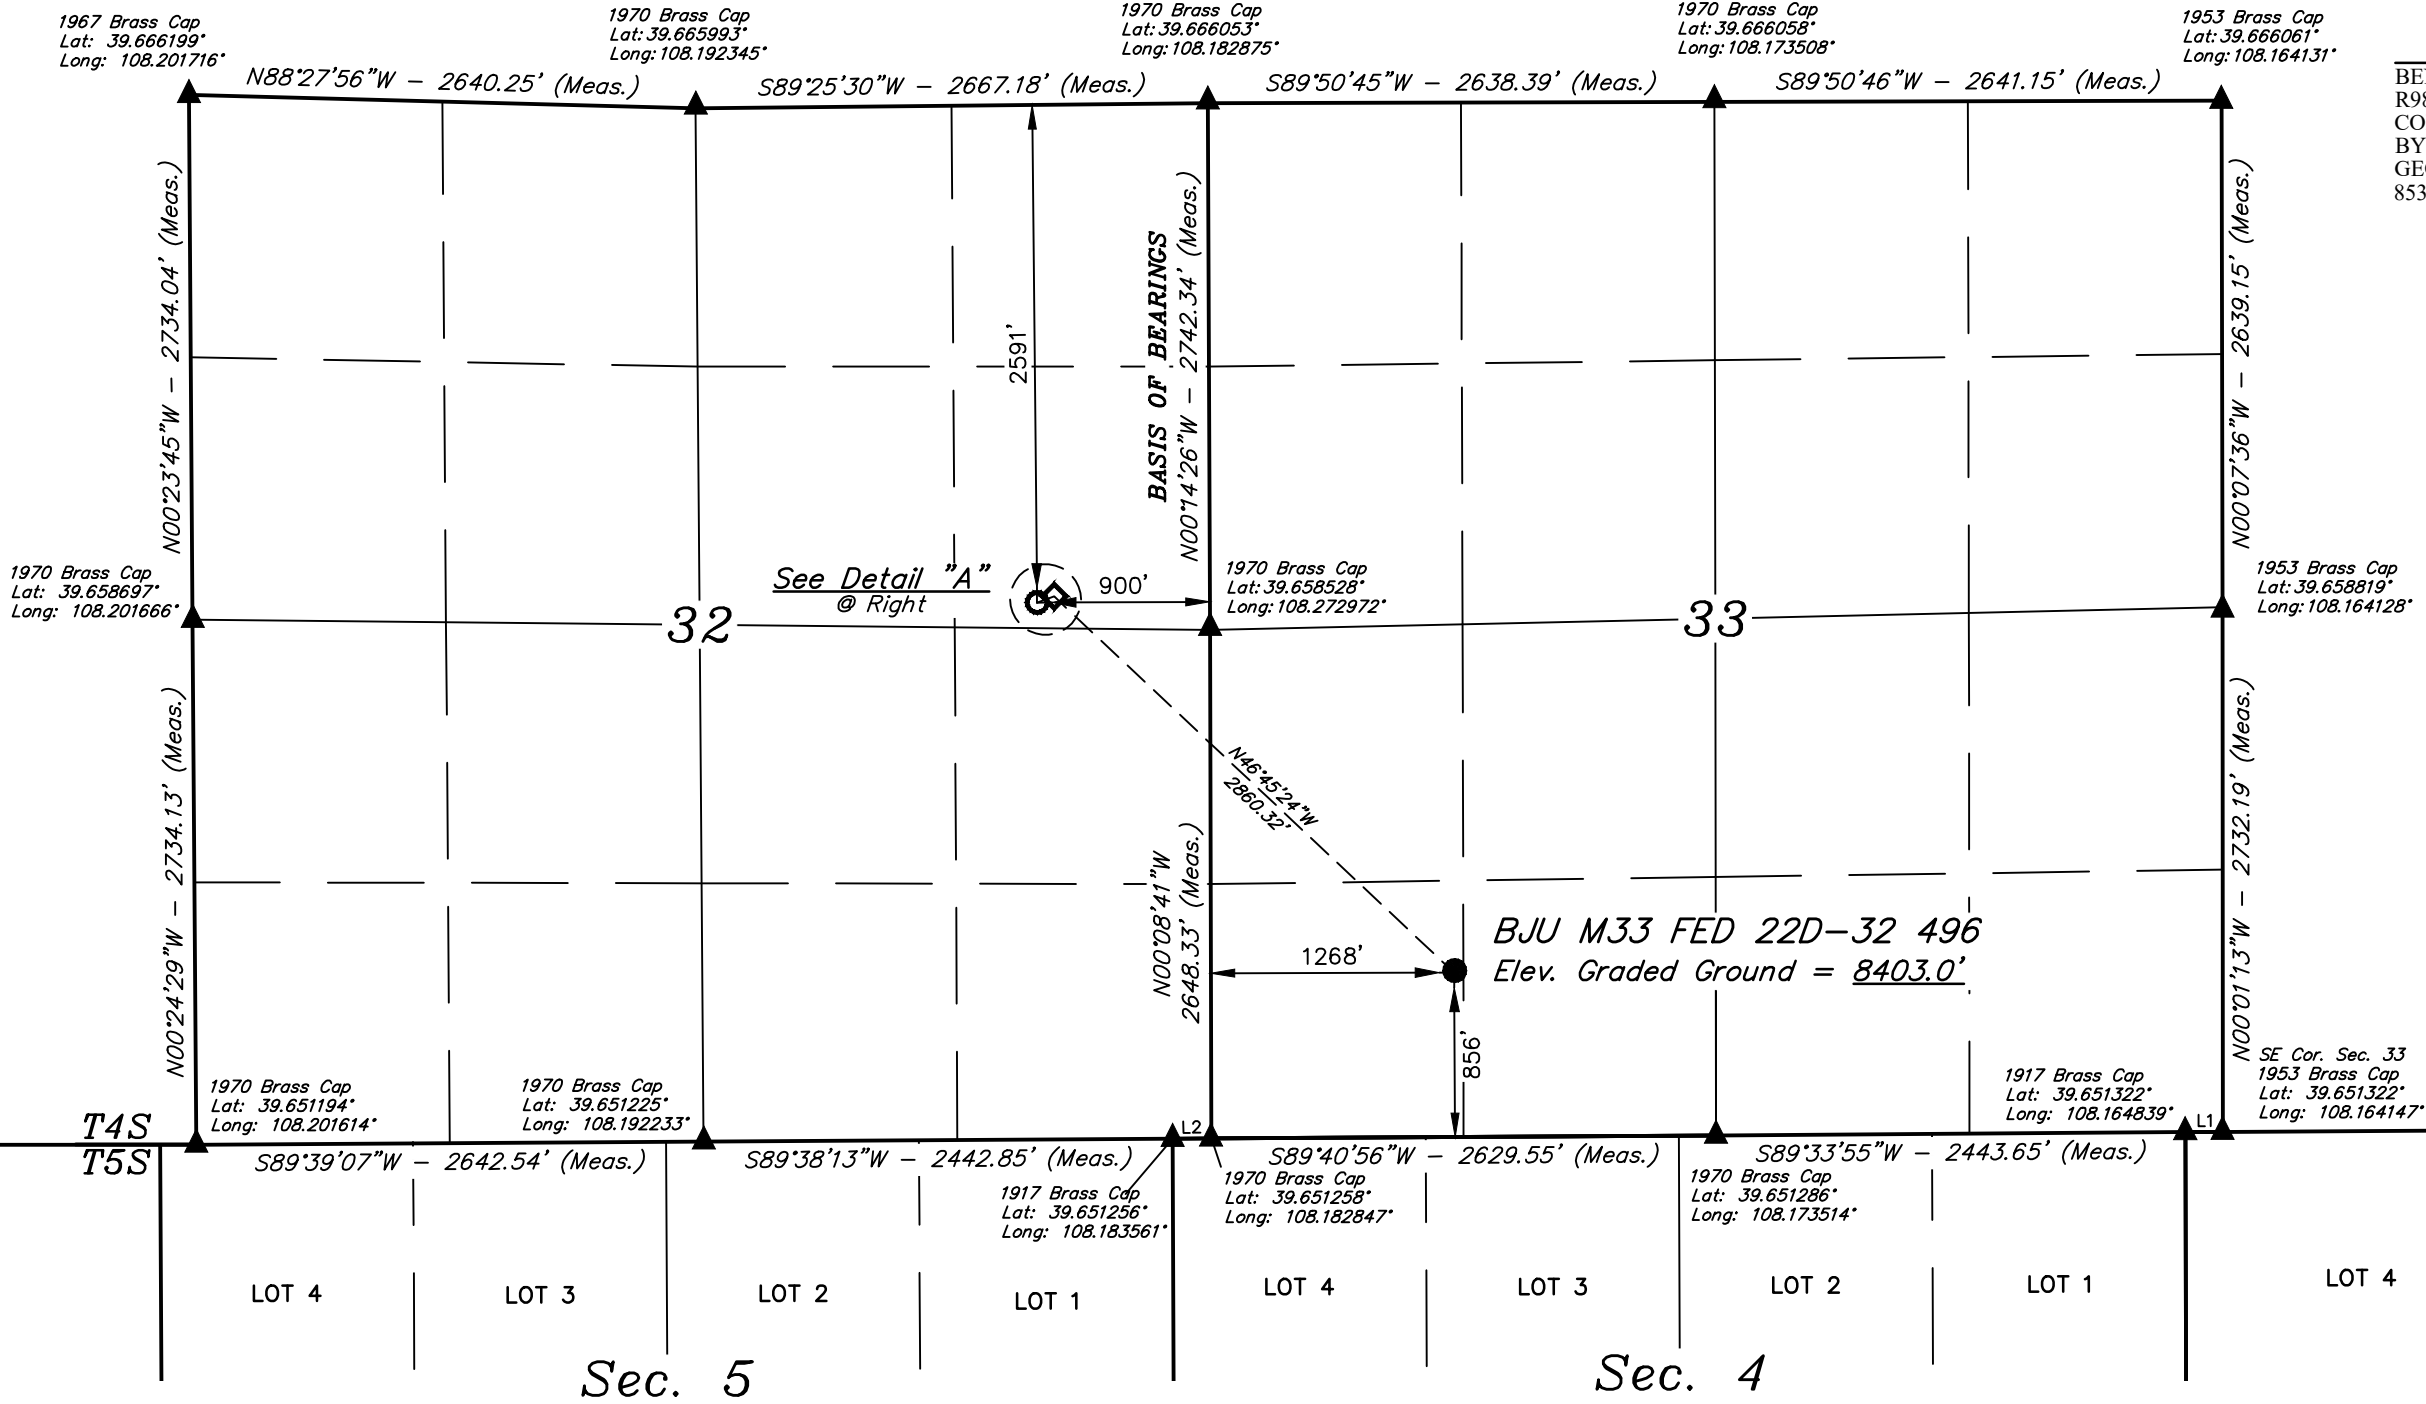 1967 Brass Cap
Lat: 39.666199°
Long: 108.201716°
1970 Brass Cap
Lat: 39.665993°
Long: 108.192345°
1970 Brass Cap
Lat: 39.666053°
Long: 108.182875°
1970 Brass Cap
Lat: 39.666058°
Long: 108.173508°
1953 Brass Cap
Lat: 39.666061°
Long: 108.164131°
N88°27'56"W - 2640.25' (Meas.)
S89°25'30"W - 2667.18' (Meas.)
S89°50'45"W - 2638.39' (Meas.)
S89°50'46"W - 2641.15' (Meas.)
R98
CO
BY
853
N00°23'45"W - 2734.04' (Meas.)
2591'
BASIS OF BEARINGS
N00°14'26"W - 2742.34' (Meas.)
N00°07'36"W - 2639.15' (Meas.)
1970 Brass Cap
Lat: 39.658697°
Long: 108.201666°
See Detail "A"
@ Right
900'
1970 Brass Cap
Lat: 39.658528°
Long: 108.272972°
1953 Brass Cap
Lat: 39.658819°
Long: 108.164128°
32
33
N00°24'29"W - 2734.13' (Meas.)
N46°45'24"W
2860.32'
N00°08'41"W
2648.33' (Meas.)
N00°01'13"W - 2732.19' (Meas.)
BJU M33 FED 22D-32 496
Elev. Graded Ground = 8403.0'
1268'
856'
1970 Brass Cap
Lat: 39.651194°
Long: 108.201614°
1970 Brass Cap
Lat: 39.651225°
Long: 108.192233°
1917 Brass Cap
Lat: 39.651322°
Long: 108.164839°
SE Cor. Sec. 33
1953 Brass Cap
Lat: 39.651322°
Long: 108.164147°
T4S
T5S
L2
L1
S89°39'07"W - 2642.54' (Meas.)
S89°38'13"W - 2442.85' (Meas.)
S89°40'56"W - 2629.55' (Meas.)
S89°33'55"W - 2443.65' (Meas.)
1917 Brass Cap
Lat: 39.651256°
Long: 108.183561°
1970 Brass Cap
Lat: 39.651258°
Long: 108.182847°
1970 Brass Cap
Lat: 39.651286°
Long: 108.173514°
LOT 4
LOT 3
LOT 2
LOT 1
LOT 4
LOT 3
LOT 2
LOT 1
LOT 4
Sec. 5
Sec. 4